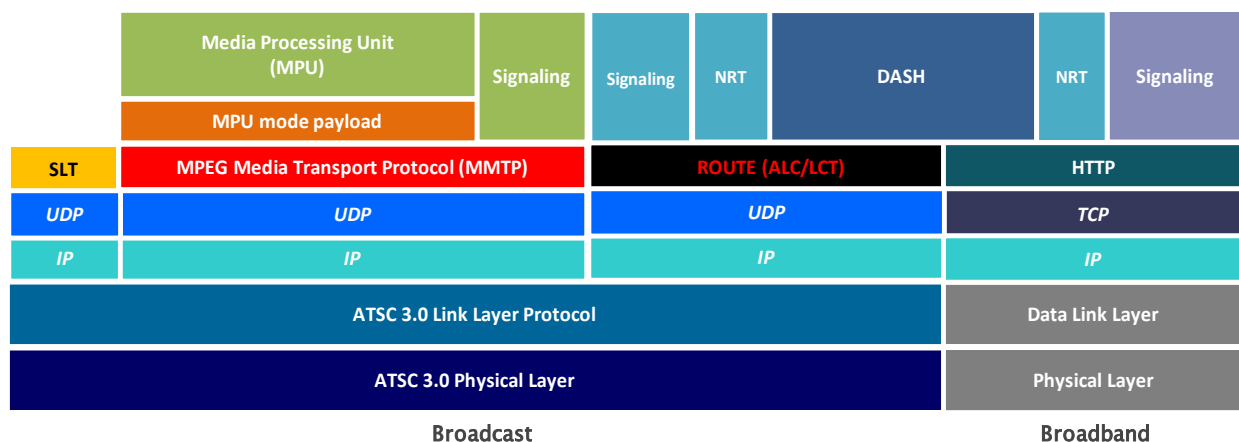 Media Processing Unit
(MPU)
Signaling
Signaling
NRT
DASH
NRT
Signaling
MPU mode payload
SLT
MPEG Media Transport Protocol (MMTP)
ROUTE (ALC/LCT)
HTTP
UDP
UDP
UDP
TCP
IP
IP
IP
IP
ATSC 3.0 Link Layer Protocol
Data Link Layer
ATSC 3.0 Physical Layer
Physical Layer
Broadcast
Broadband